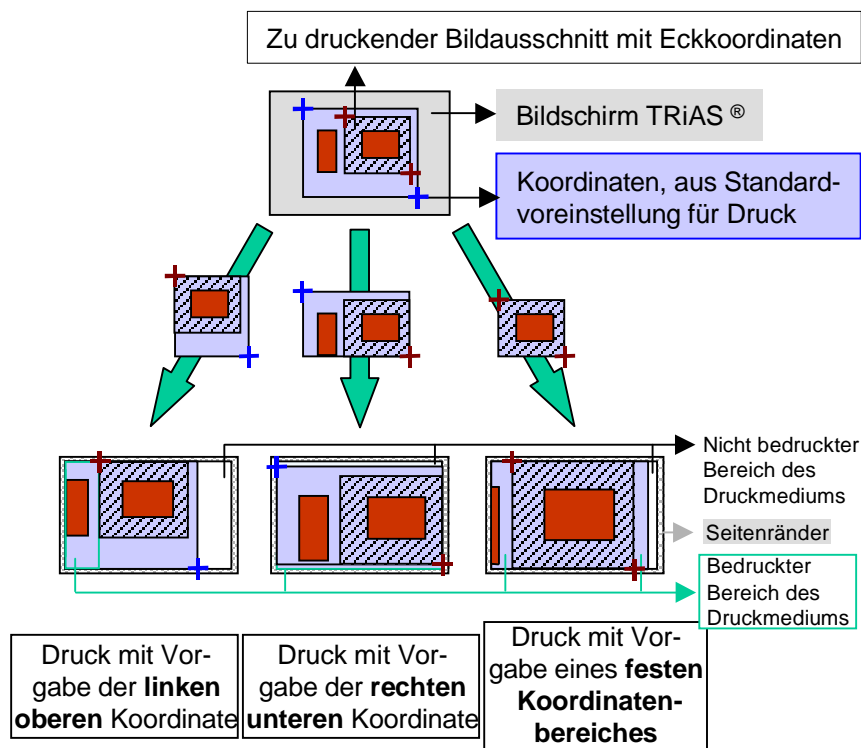 Zu druckender Bildausschnitt mit Eckkoordinaten
Bildschirm TRiAS ®
Koordinaten, aus Standard-
voreinstellung für Druck
Nicht bedruckter
Bereich des
Druckmediums
Seitenränder
Bedruckter
Bereich des
Druckmediums
Druck mit Vor-
gabe der linken
oberen Koordinate
Druck mit Vor-
gabe der rechten
unteren Koordinate
Druck mit Vor-
gabe eines festen
Koordinaten-
bereiches